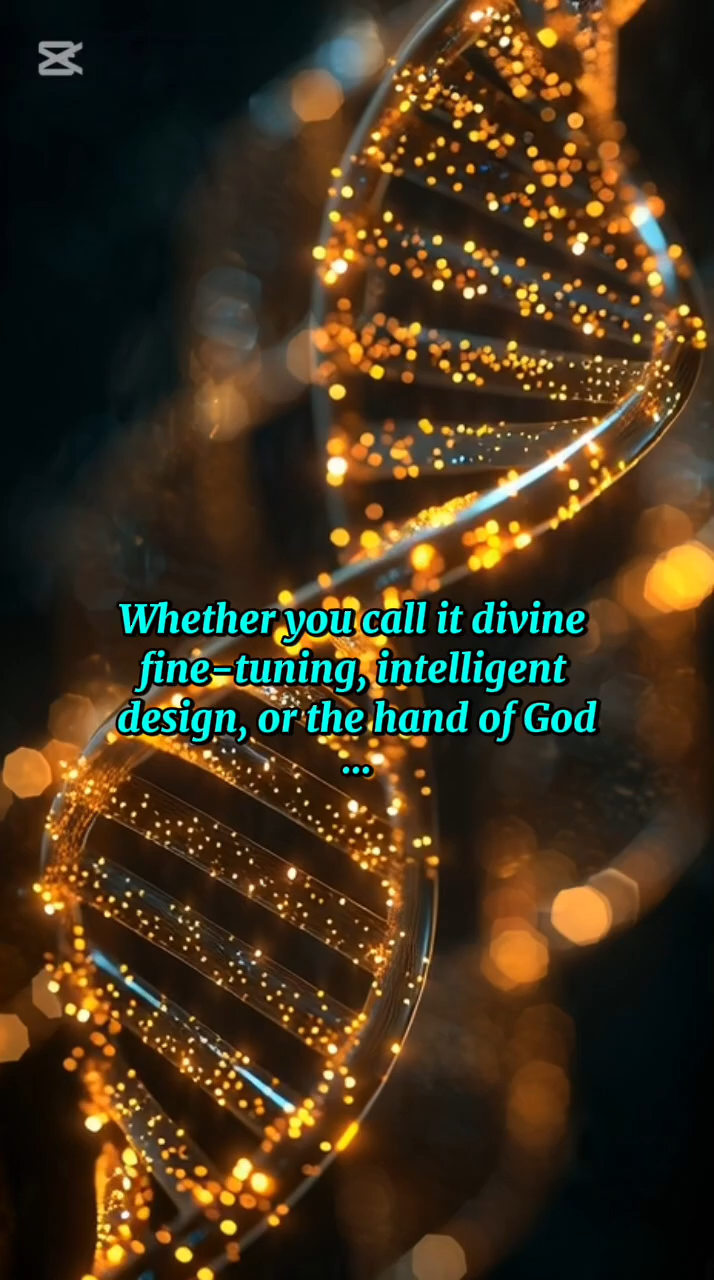 Whether you call it divine
fine-tuning, intelligent
design, or the hand of God
...